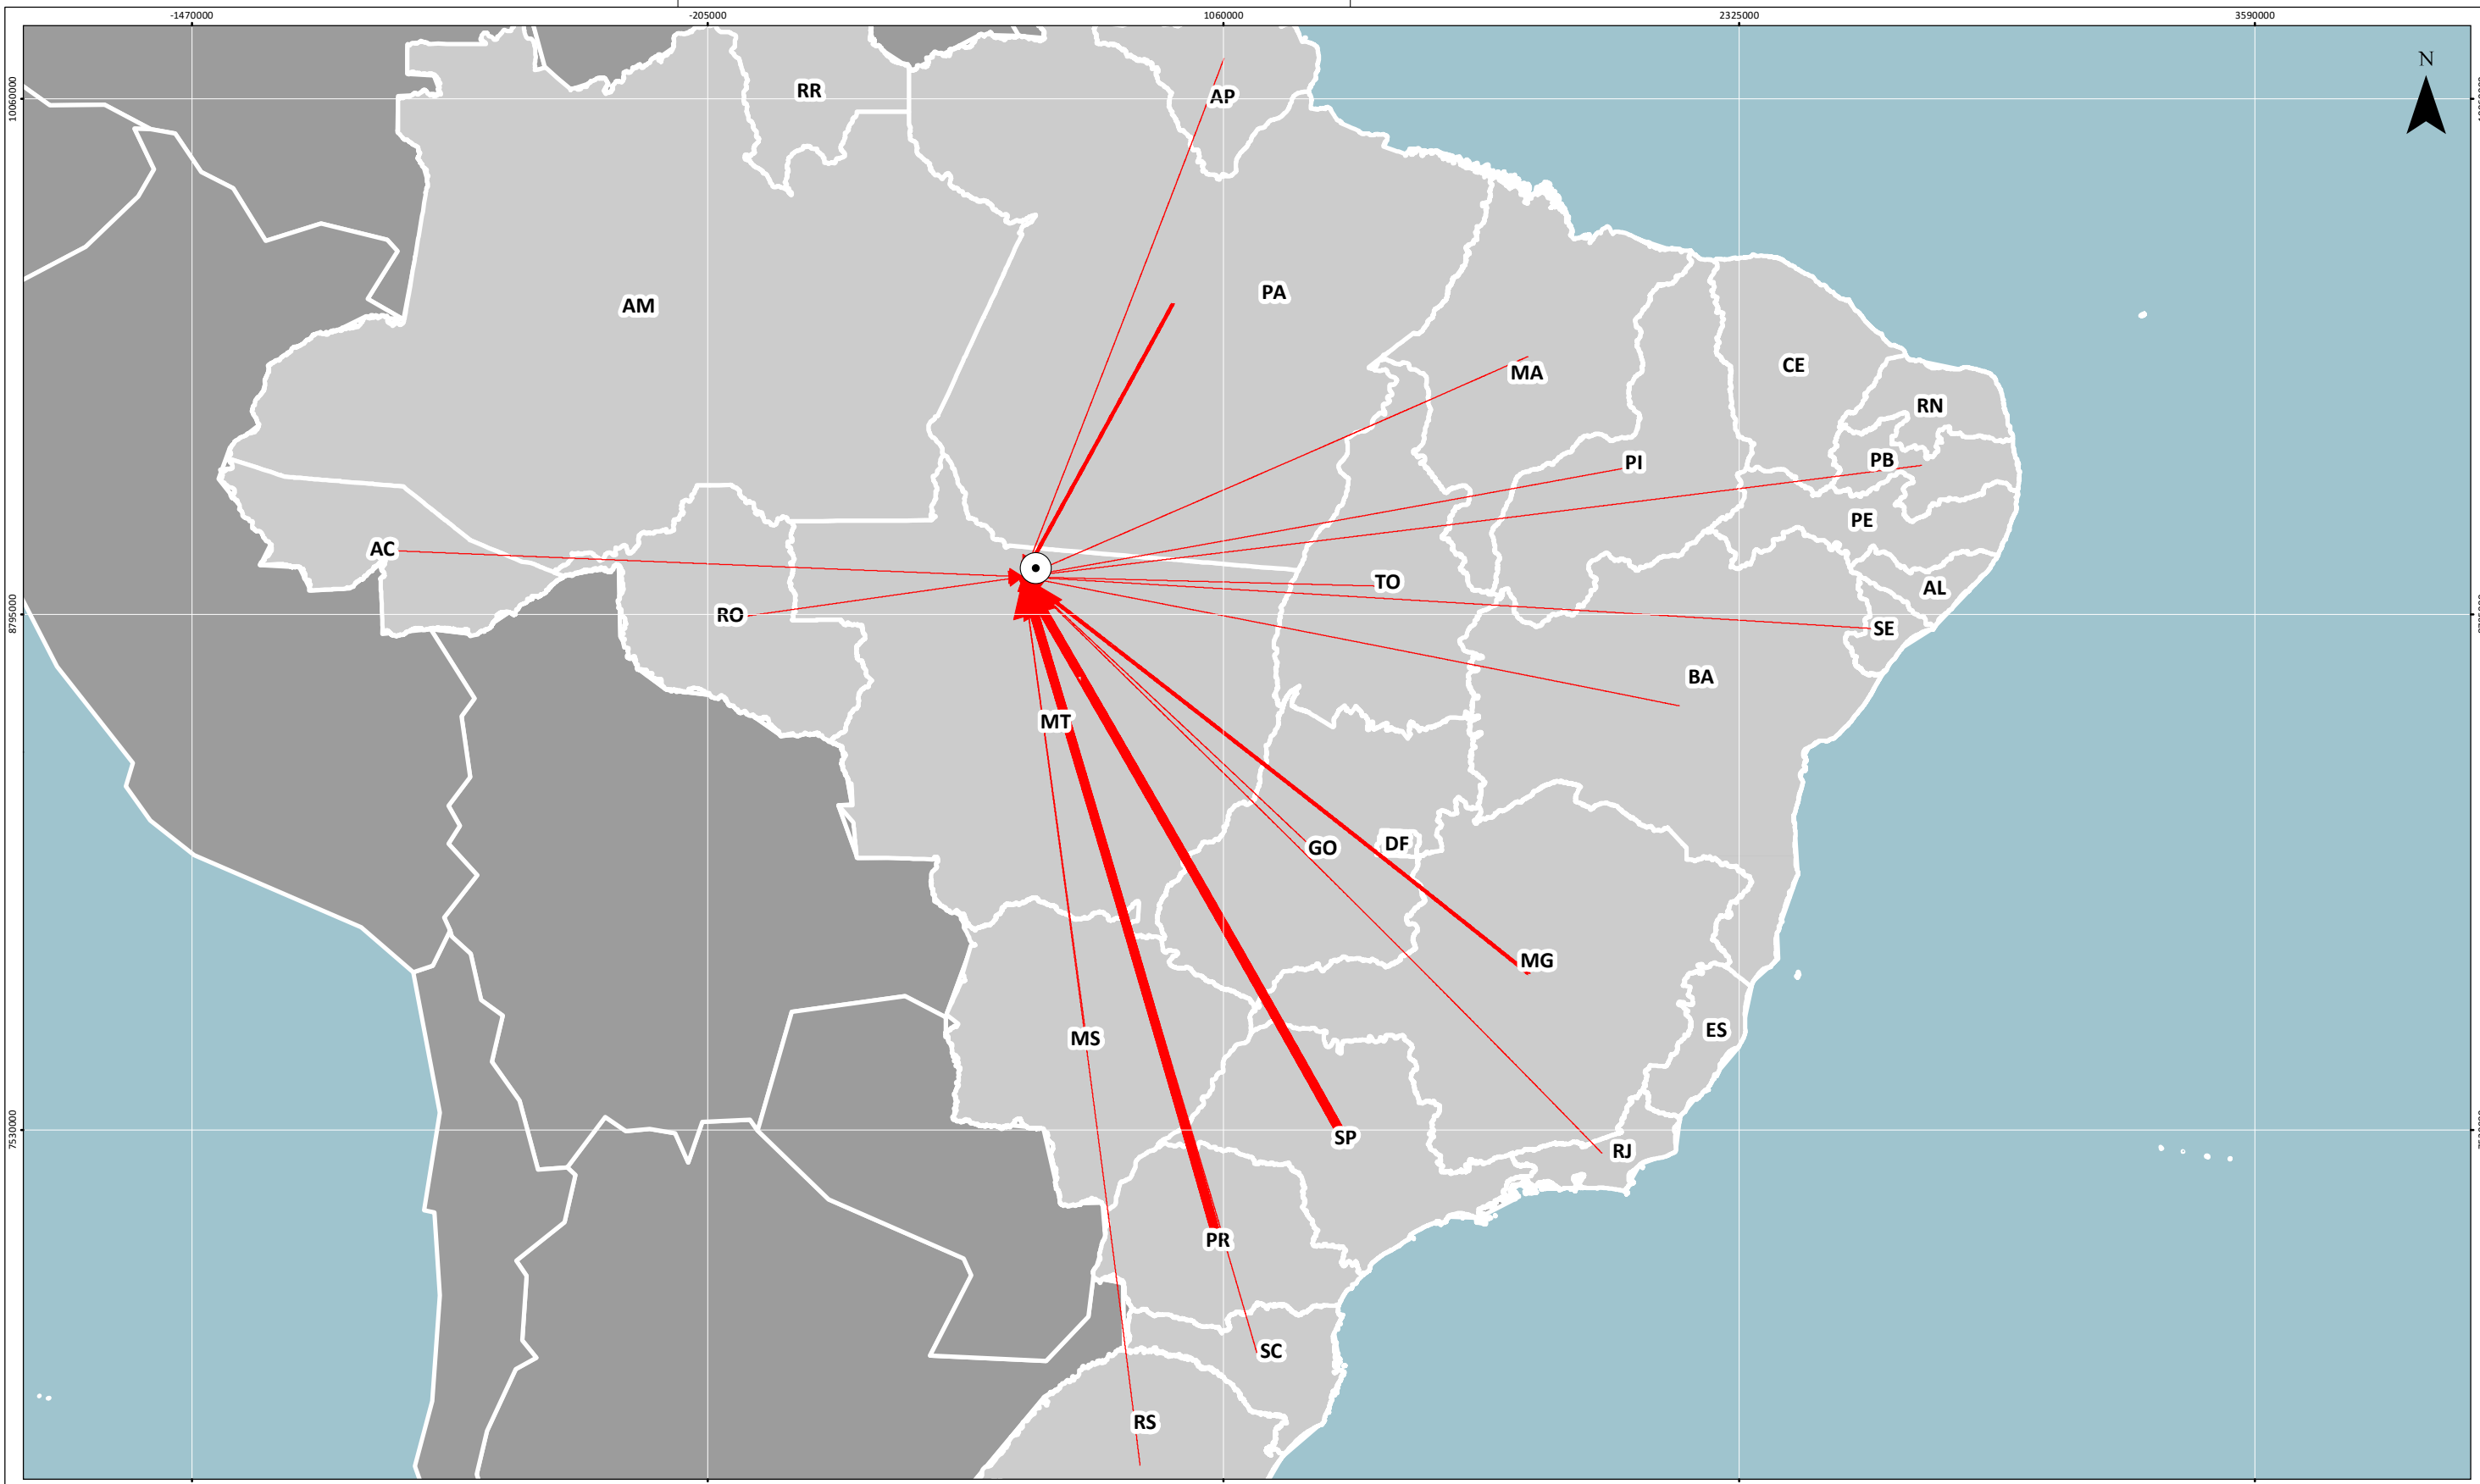 -1470000
-205000
1060000
2325000
3590000
N
RR
AP
10060000
AM
PA
MA
CE
RN
PI
PB
PE
AC
TO
AL
RO
8795000
SE
BA
MT
GO
DF
MG
ES
MS
7530000
SP
RJ
PR
SC
RS